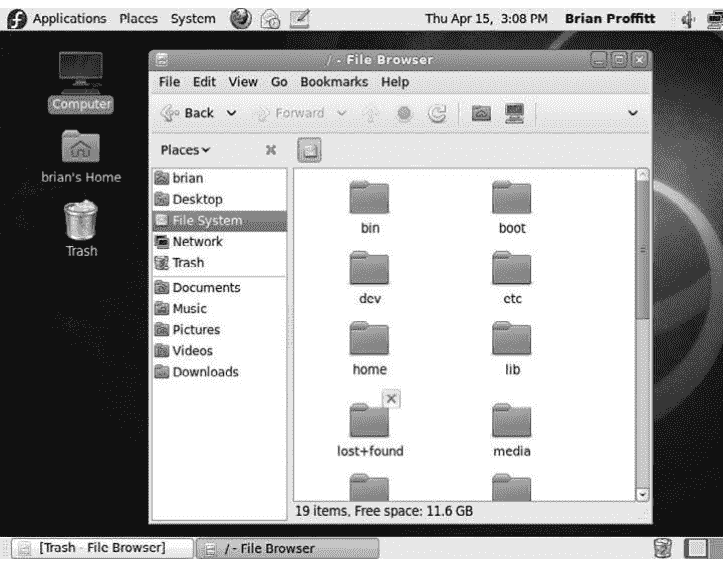 Applications Places System Thu Apr 15, 3:08 PM Brian Proffitt
/ - File Browser
File Edit View Go Bookmarks Help
Back Forward
Places
Computer
brian's Home
Trash
brian
Desktop
File System
Network
Trash
Documents
Music
Pictures
Videos
Downloads
bin boot
dev etc
home lib
lost+found media
19 items, Free space: 11.6 GB
[Trash - File Browser] / - File Browser